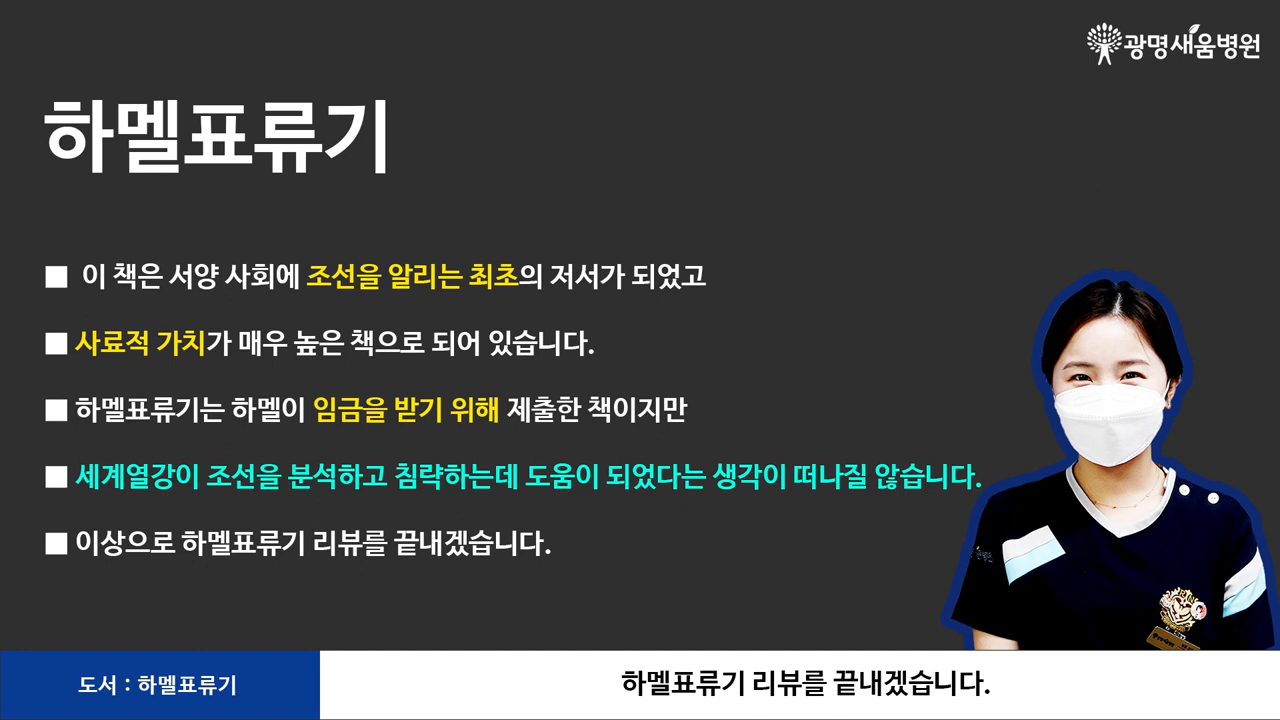 광명새움병원
하멜표류기
■ 이 책은 서양 사회에 조선을 알리는 최초의 저서가 되었고
■ 사료적 가치가 매우 높은 책으로 되어 있습니다.
■ 하멜표류기는 하멜이 임금을 받기 위해 제출한 책이지만
■ 세계열강이 조선을 분석하고 침략하는데 도움이 되었다는 생각이 떠나질 않습니다.
■ 이상으로 하멜표류기 리뷰를 끝내겠습니다.
도서 : 하멜표류기
하멜표류기 리뷰를 끝내겠습니다.